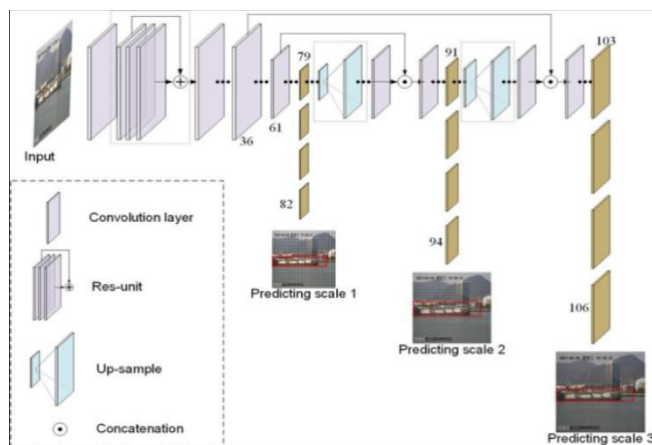 103
91
79
36
61
Input
82
94
106
Convolution layer
Res-unit
Up-sample
Concatenation
Predicting scale 1
Predicting scale 2
Predicting scale 3